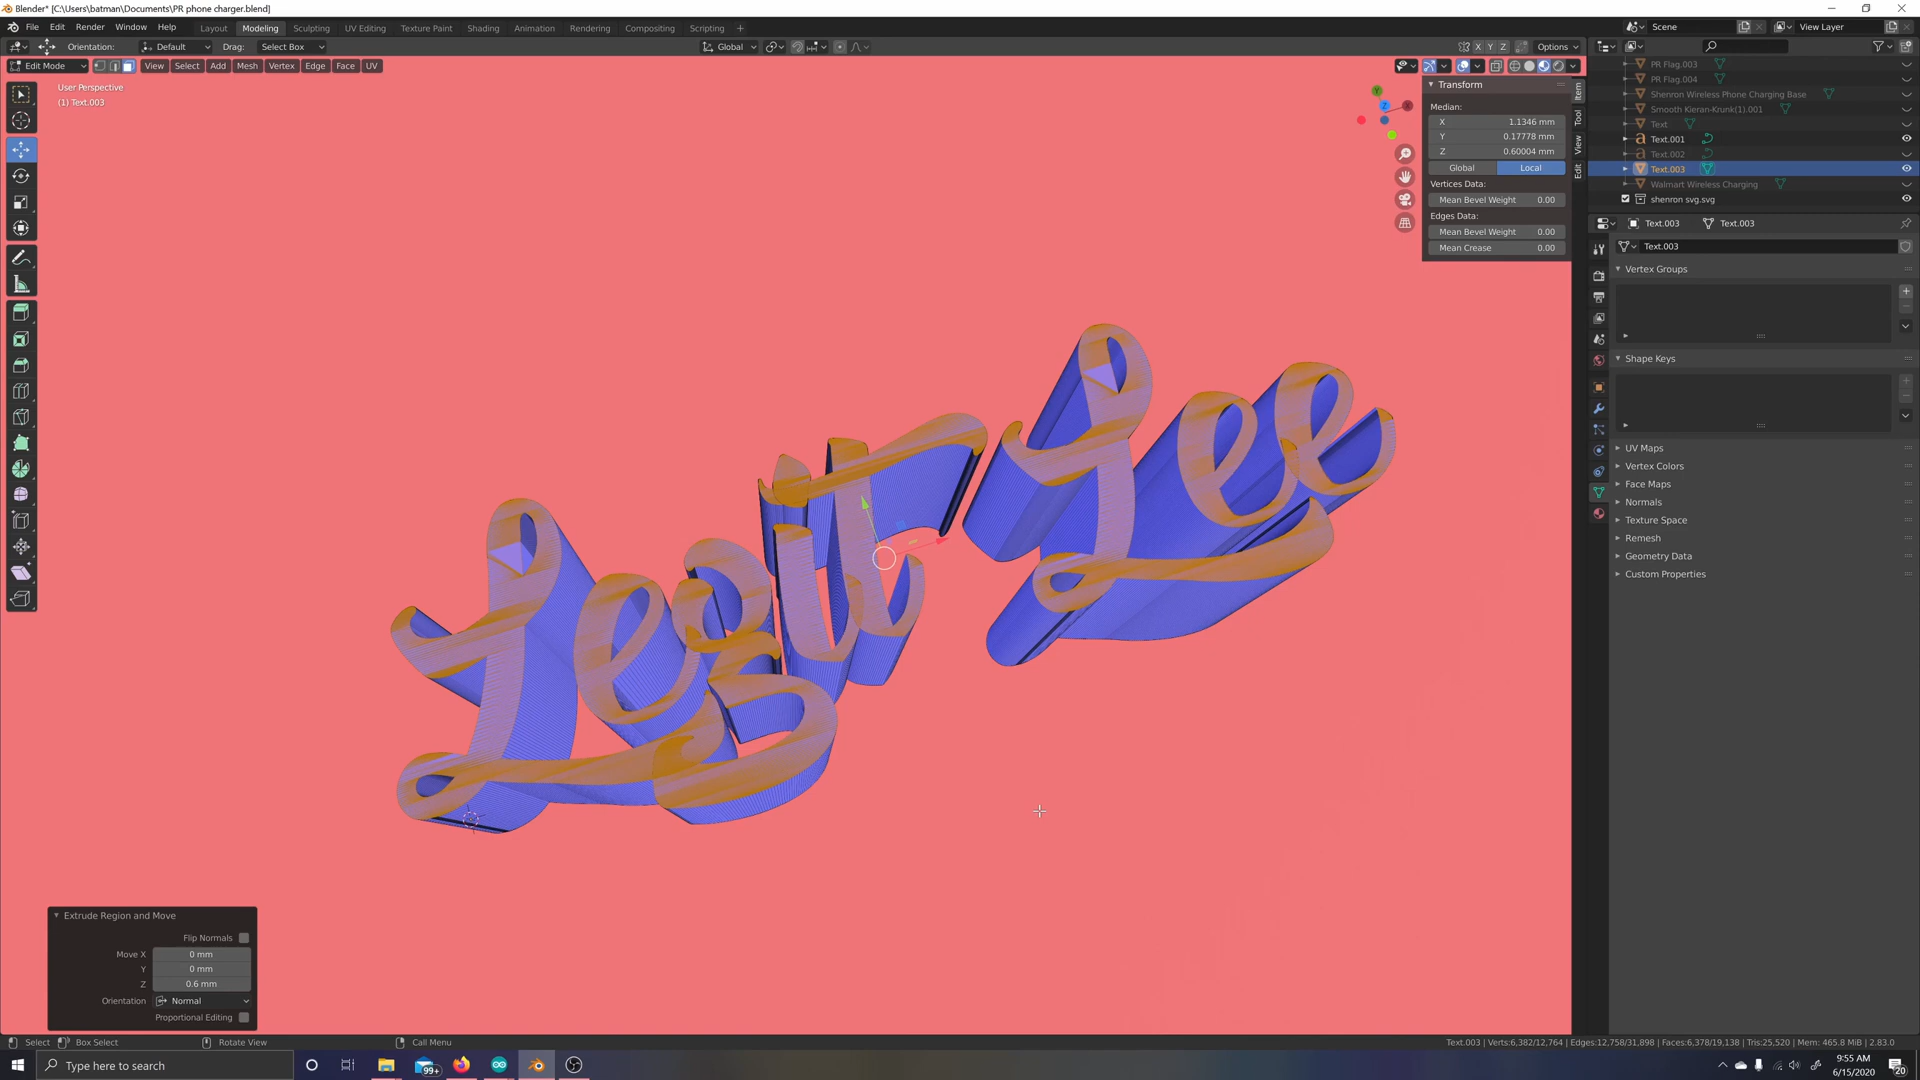 Blender* [C:\Users\batman\Documents\PR phone charger.blend]
File Edit Render Window Help Layout Modeling Sculpting UV Editing Texture Paint Shading Animation Rendering Compositing Scripting + Scene View Layer
Orientation: Default Drag: Select Box Global X Y Z Options
Edit Mode View Select Add Mesh Vertex Edge Face UV
User Perspective
(1) Text.003
Transform
Median:
X 1.1346 mm
Y 0.17778 mm
Z 0.60004 mm
Global Local
Vertices Data:
Mean Bevel Weight 0.00
Edges Data:
Mean Bevel Weight 0.00
Mean Crease 0.00
Item
Tool
View
Edit
PR Flag.003
PR Flag.004
Shenron Wireless Phone Charging Base
Smooth Kieran-Krunk(1).001
Text
Text.001
Text.002
Text.003
Walmart Wireless Charging
shenron svg.svg
Text.003 Text.003
Text.003
Vertex Groups
Shape Keys
UV Maps
Vertex Colors
Face Maps
Normals
Texture Space
Remesh
Geometry Data
Custom Properties
Extrude Region and Move
Flip Normals
Move X 0 mm
Y 0 mm
Z 0.6 mm
Orientation Normal
Proportional Editing
Select Box Select Rotate View Call Menu
Text.003 | Verts:6,382/12,764 | Edges:12,758/31,898 | Faces:6,378/19,138 | Tris:25,520 | Mem: 465.8 MiB | 2.83.0
Type here to search
99+
9:55 AM
6/15/2020
20